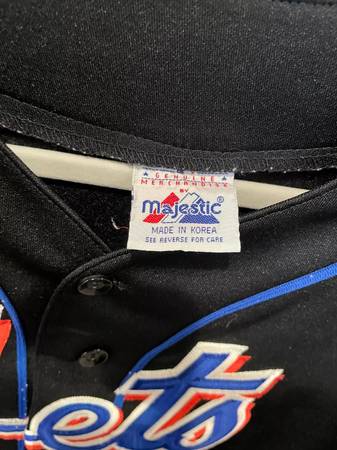 GENUINE
MERCHANDISE
BY
Majestic®
MADE IN KOREA
SEE REVERSE FOR CARE
ets